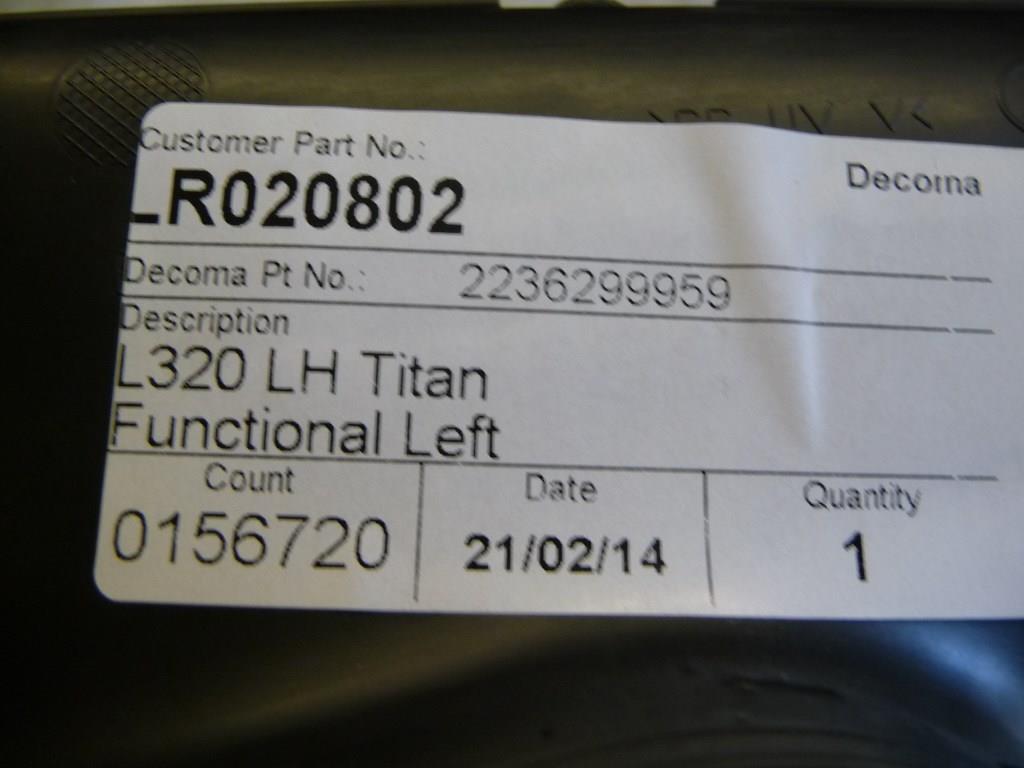 Customer Part No.:
Decoma
LR020802
Decoma Pt No.: 2236299959
Description
L320 LH Titan
Functional Left
Count Date Quantity
0156720 21/02/14 1